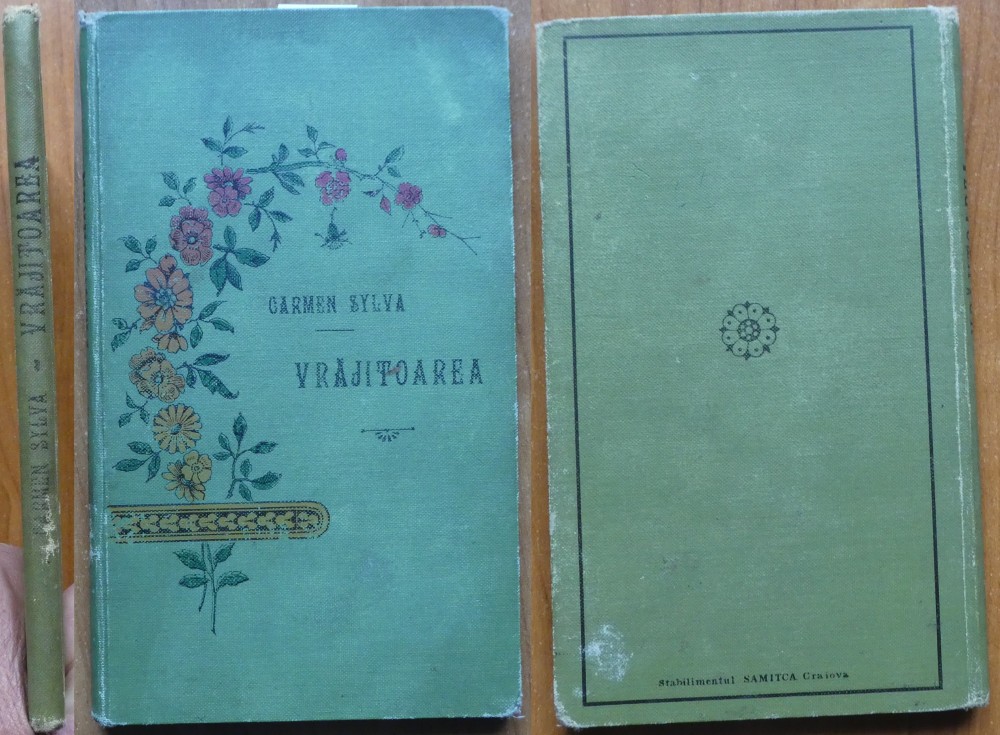 CARMEN SYLVA - VRĂJITOAREA
CARMEN SYLVA
VRĂJITOAREA
Stabilimentul SAMITCA Craiova